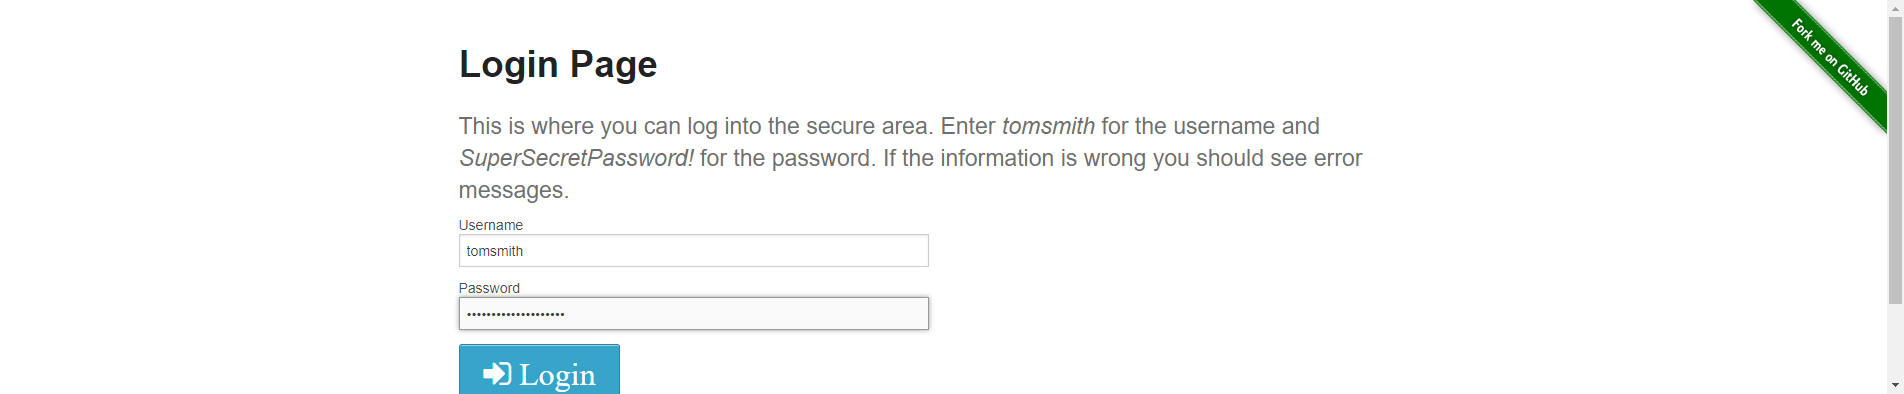 Fork me on GitHub
Login Page
This is where you can log into the secure area. Enter tomsmith for the username and
SuperSecretPassword! for the password. If the information is wrong you should see error
messages.
Username
tomsmith
Password
••••••••••••••••••••
Login